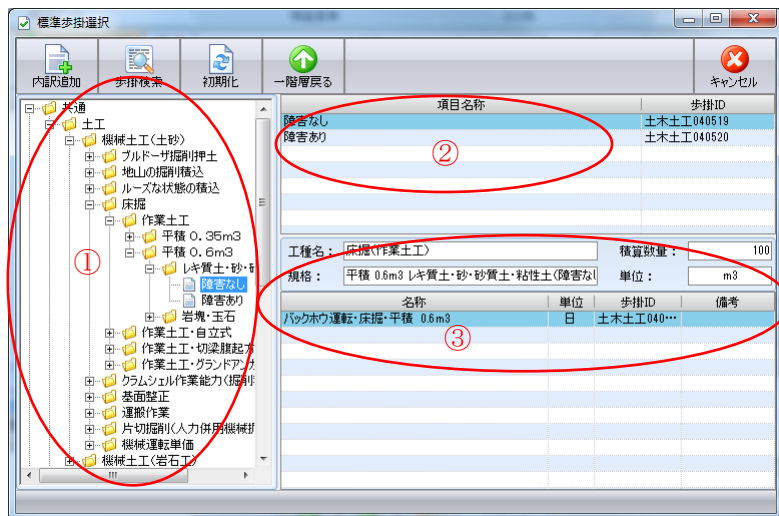 標準歩掛選択
内訳追加
歩掛検索
初期化
一階層戻る
キャンセル
共通
土工
機械土工(土砂)
ブルドーザ掘削押土
地山の掘削積込
ルーズな状態の積込
床掘
作業土工
平積 0.35m3
平積 0.6m3
レキ質土・砂・砂
障害なし
障害あり
岩塊・玉石
作業土工・自立式
作業土工・切梁腹起方
作業土工・グランドアンカ
クラムシェル作業能力(掘削
基面整正
運搬作業
片切掘削(人力併用機械掘
機械運転単価
機械土工(岩石工)
①
項目名称 歩掛ID
障害なし 土木土工040519
障害あり 土木土工040520
②
工種名: 床掘(作業土工) 積算数量: 100
規格: 平積 0.6m3 レキ質土・砂・砂質土・粘性土(障害なし 単位: m3
名称 単位 歩掛ID 備考
バックホウ運転・床掘・平積 0.6m3 日 土木土工040…
③